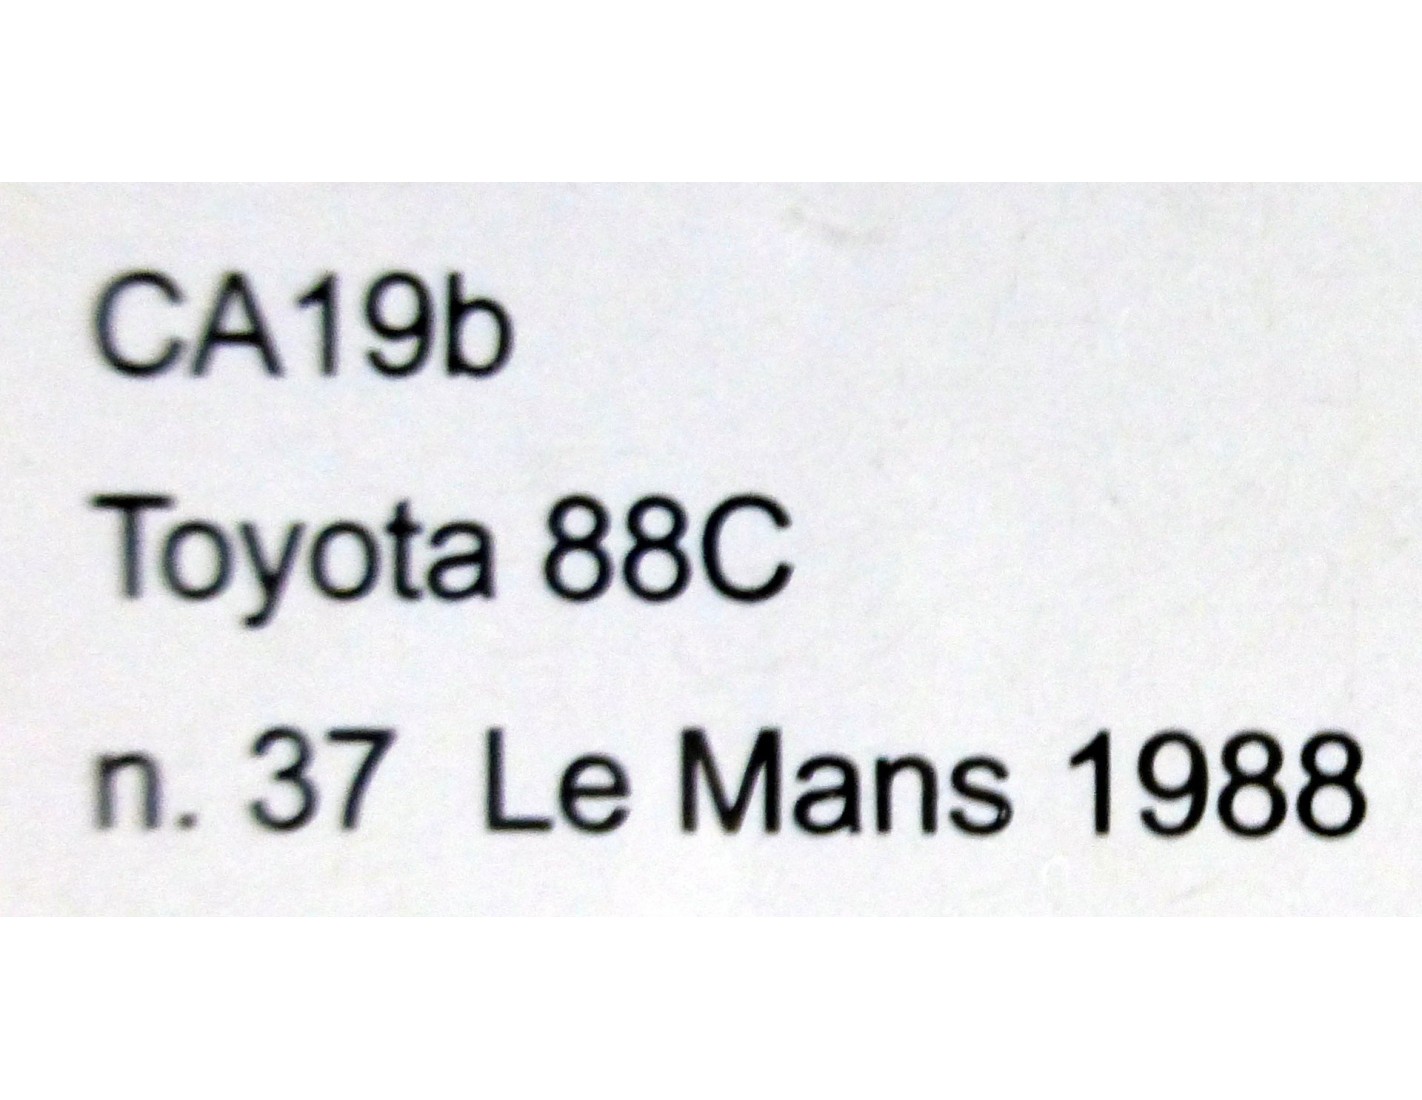 CA19b
Toyota 88C
n. 37 Le Mans 1988